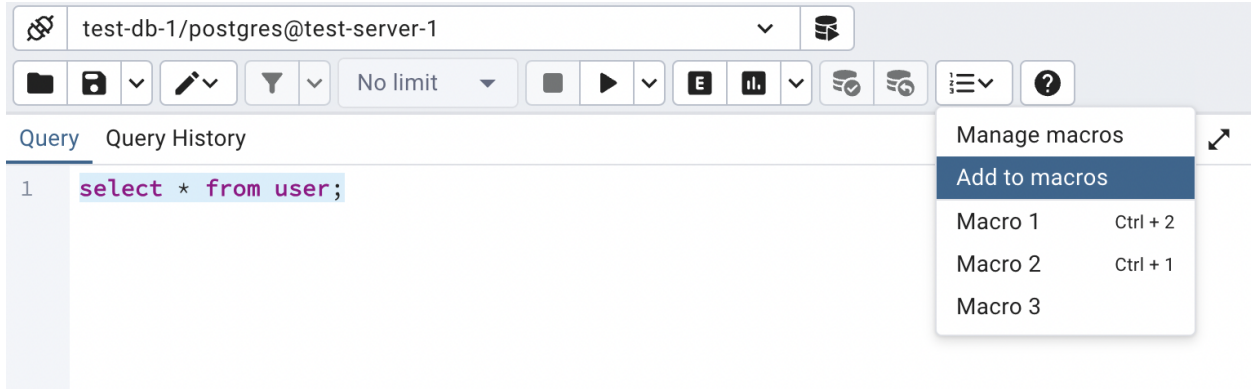 test-db-1/postgres@test-server-1
No limit
E
Query Query History
1 select * from user;
Manage macros
Add to macros
Macro 1 Ctrl + 2
Macro 2 Ctrl + 1
Macro 3